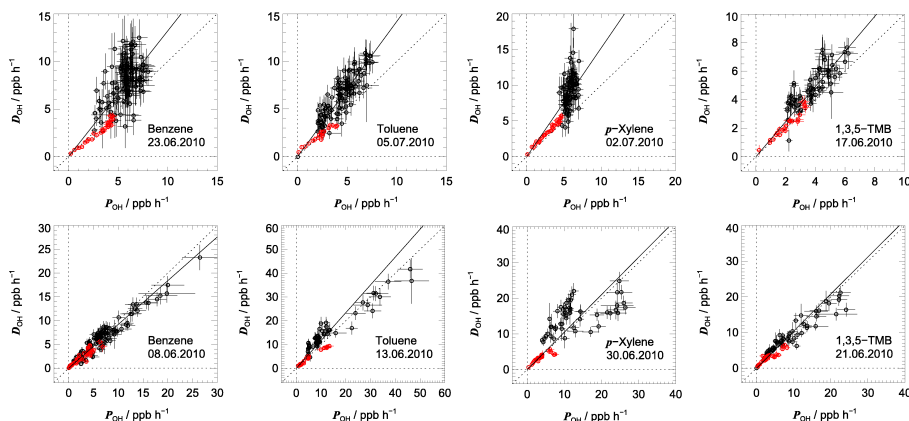 15
10
5
0
D_OH / ppb h⁻¹
Benzene
23.06.2010
0 5 10 15
P_OH / ppb h⁻¹
15
10
5
0
D_OH / ppb h⁻¹
Toluene
05.07.2010
0 5 10 15
P_OH / ppb h⁻¹
20
15
10
5
0
D_OH / ppb h⁻¹
p−Xylene
02.07.2010
0 5 10 15 20
P_OH / ppb h⁻¹
10
8
6
4
2
0
D_OH / ppb h⁻¹
1,3,5−TMB
17.06.2010
0 2 4 6 8 10
P_OH / ppb h⁻¹
30
25
20
15
10
5
0
D_OH / ppb h⁻¹
Benzene
08.06.2010
0 5 10 15 20 25 30
P_OH / ppb h⁻¹
60
50
40
30
20
10
0
D_OH / ppb h⁻¹
Toluene
13.06.2010
0 10 20 30 40 50 60
P_OH / ppb h⁻¹
40
30
20
10
0
D_OH / ppb h⁻¹
p−Xylene
30.06.2010
0 10 20 30 40
P_OH / ppb h⁻¹
40
30
20
10
0
D_OH / ppb h⁻¹
1,3,5−TMB
21.06.2010
0 10 20 30 40
P_OH / ppb h⁻¹